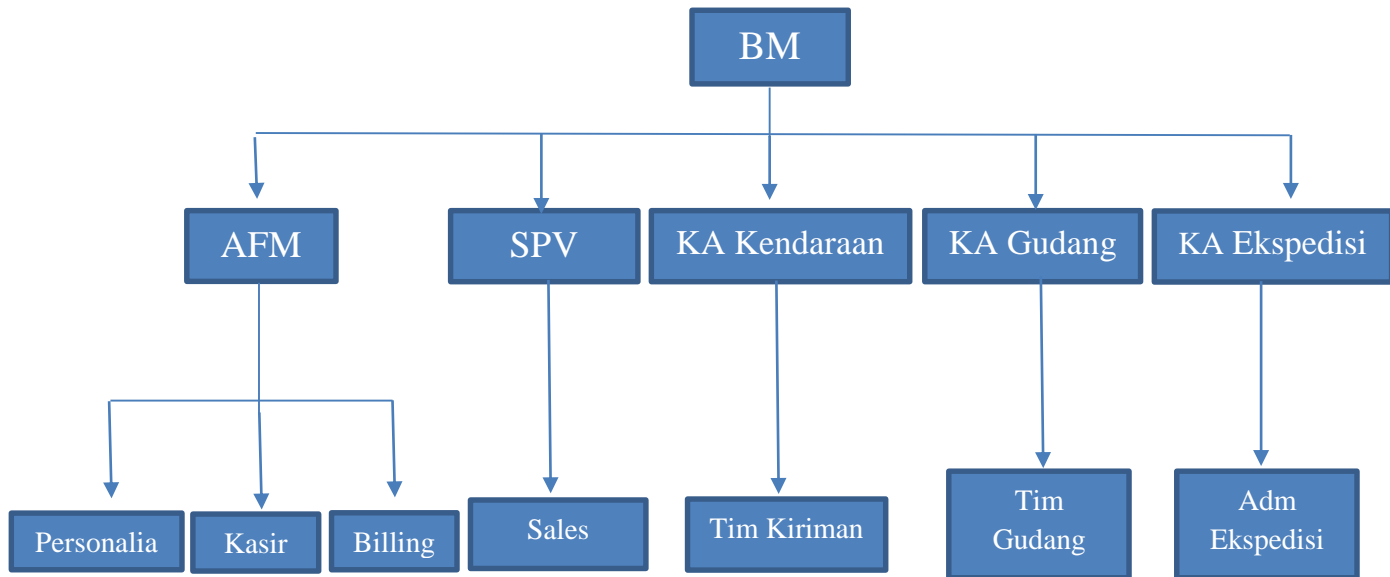 BM
AFM
SPV
KA Kendaraan
KA Gudang
KA Ekspedisi
Personalia
Kasir
Billing
Sales
Tim Kiriman
Tim
Gudang
Adm
Ekspedisi